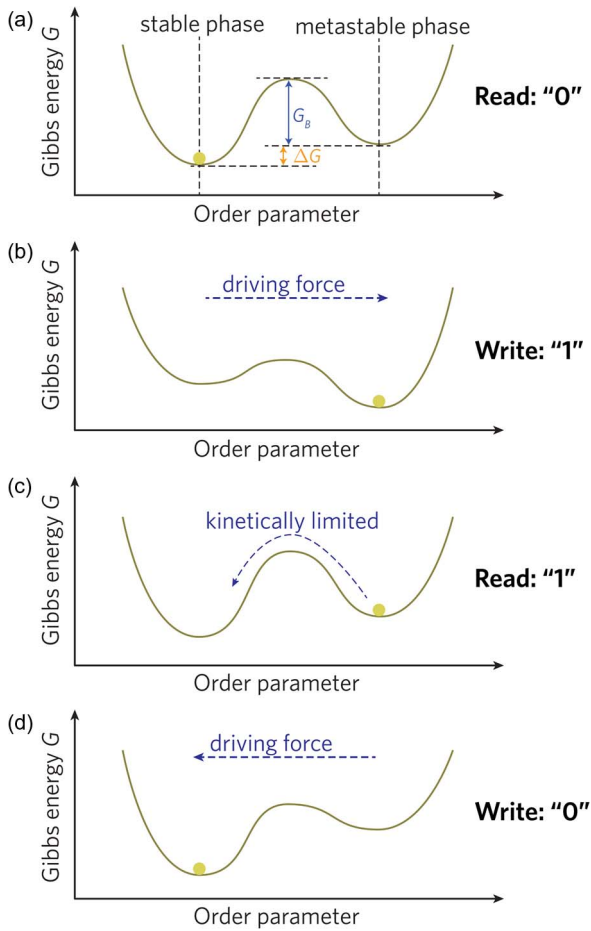 (a)
stable phase
metastable phase
Gibbs energy G
G_B
ΔG
Read: “0”
Order parameter
(b)
Gibbs energy G
driving force
Write: “1”
Order parameter
(c)
Gibbs energy G
kinetically limited
Read: “1”
Order parameter
(d)
Gibbs energy G
driving force
Write: “0”
Order parameter